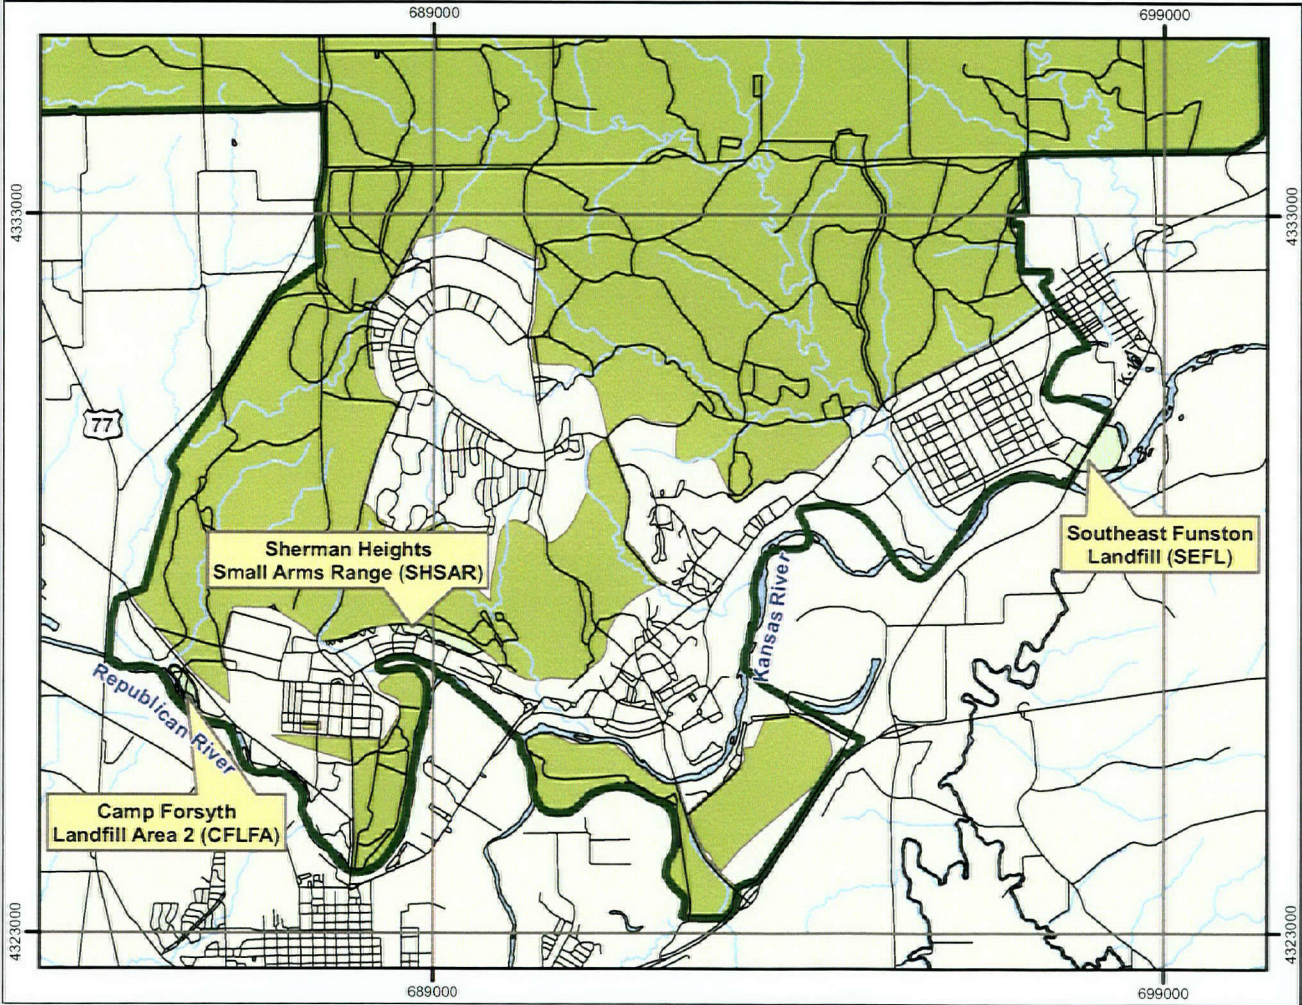 689000
699000
4333000
4333000
K-18
77
Southeast Funston
Landfill (SEFL)
Sherman Heights
Small Arms Range (SHSAR)
Kansas River
Republican River
Camp Forsyth
Landfill Area 2 (CFLFA)
4323000
4323000
689000
699000